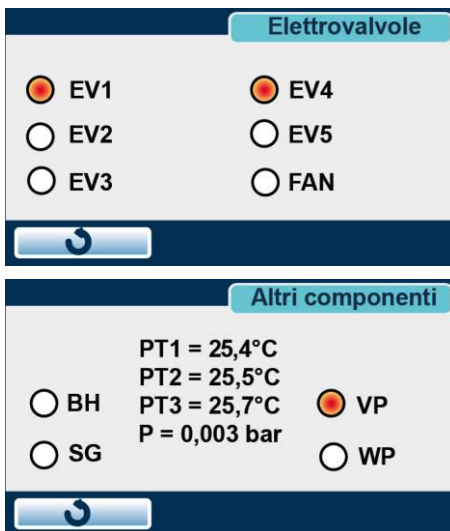 Elettrovalvole
EV1 EV4
EV2 EV5
EV3 FAN
Altri componenti
PT1 = 25,4°C
PT2 = 25,5°C
BH PT3 = 25,7°C VP
P = 0,003 bar
SG WP